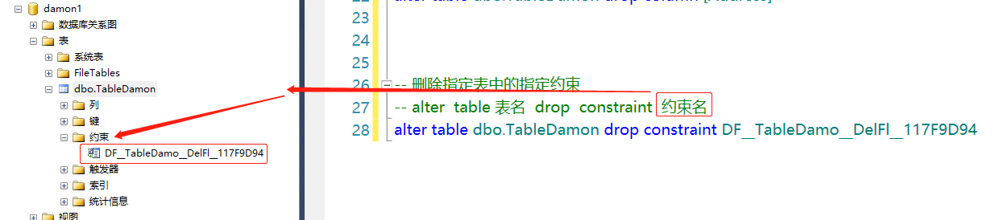 damon1
数据库关系图
表
系统表
FileTables
dbo.TableDamon
列
键
约束
DF__TableDamo__DelFl__117F9D94
触发器
索引
统计信息
视图
alter table dbo.TableDamon drop column [Address]
23
24
25
26 -- 删除指定表中的指定约束
27 -- alter table 表名 drop constraint 约束名
28 alter table dbo.TableDamon drop constraint DF__TableDamo__DelFl__117F9D94